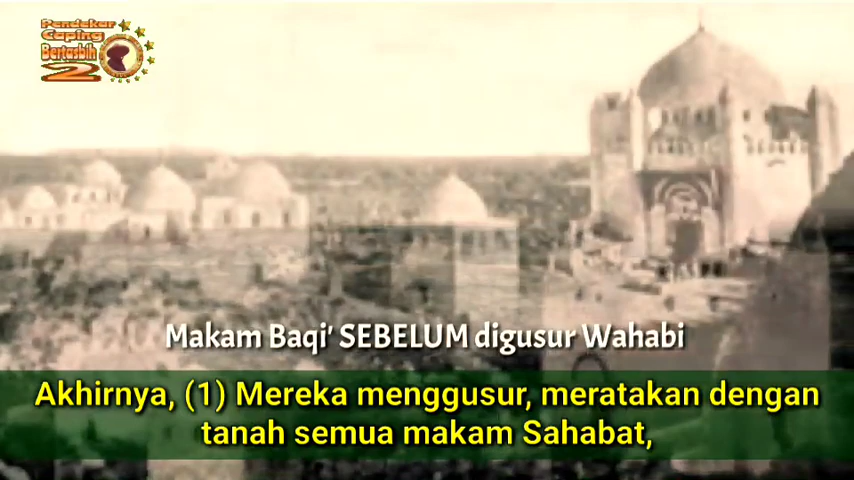 Pendekar
Caping
Bertasbih
2
Makam Baqi' SEBELUM digusur Wahabi
Akhirnya, (1) Mereka menggusur, meratakan dengan
tanah semua makam Sahabat,